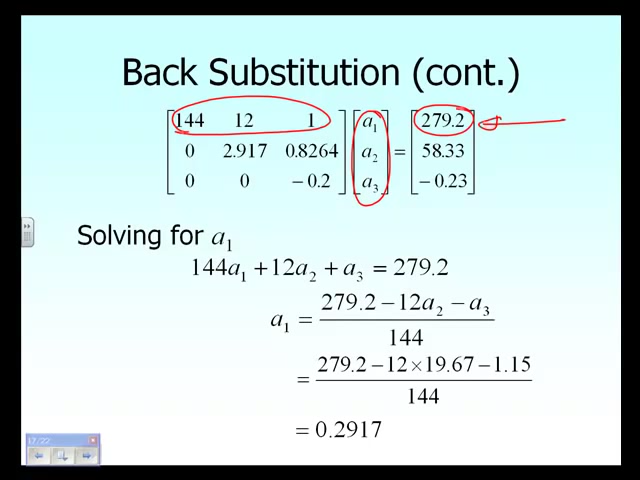 Back Substitution (cont.)
144 12 1 a₁ 279.2
0 2.917 0.8264 a₂ = 58.33
0 0 −0.2 a₃ −0.23
Solving for a₁
144a₁ + 12a₂ + a₃ = 279.2
a₁ = (279.2 − 12a₂ − a₃) / 144
= (279.2 − 12 × 19.67 − 1.15) / 144
= 0.2917
17/22